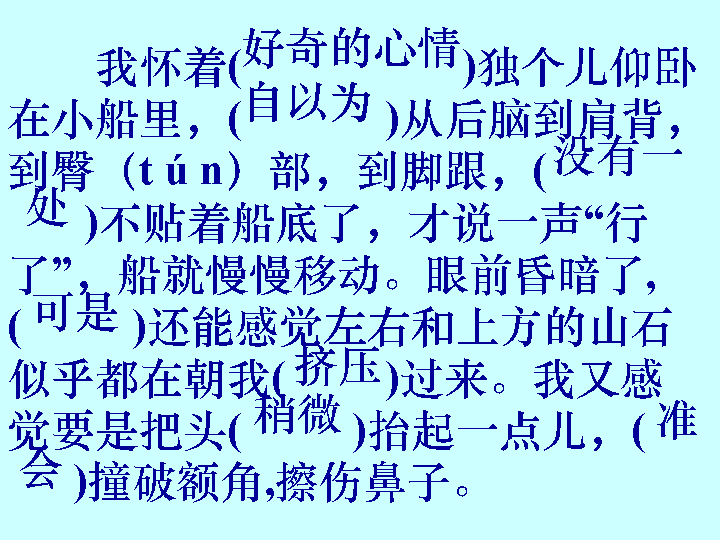 我怀着(好奇的心情)独个儿仰卧
在小船里，(自以为)从后脑到肩背，
到臀（tún）部，到脚跟，(没有一
处)不贴着船底了，才说一声“行
了”，船就慢慢移动。眼前昏暗了,
(可是)还能感觉左右和上方的山石
似乎都在朝我(挤压)过来。我又感
觉要是把头(稍微)抬起一点儿，(准
会)撞破额角,擦伤鼻子。